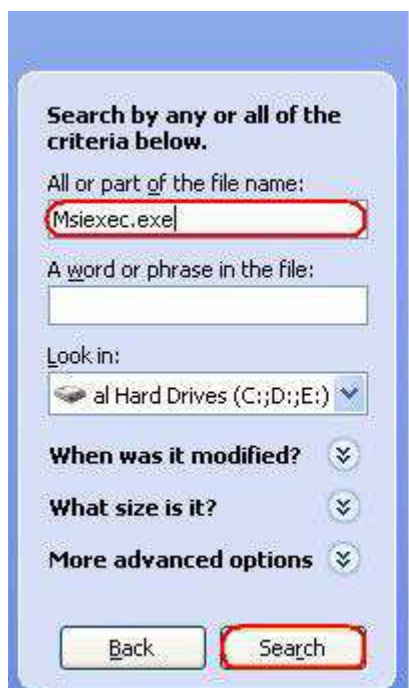 Search by any or all of the
criteria below.
All or part of the file name:
Msiexec.exe
A word or phrase in the file:
Look in:
al Hard Drives (C:;D:;E:)
When was it modified?
What size is it?
More advanced options
Back
Search